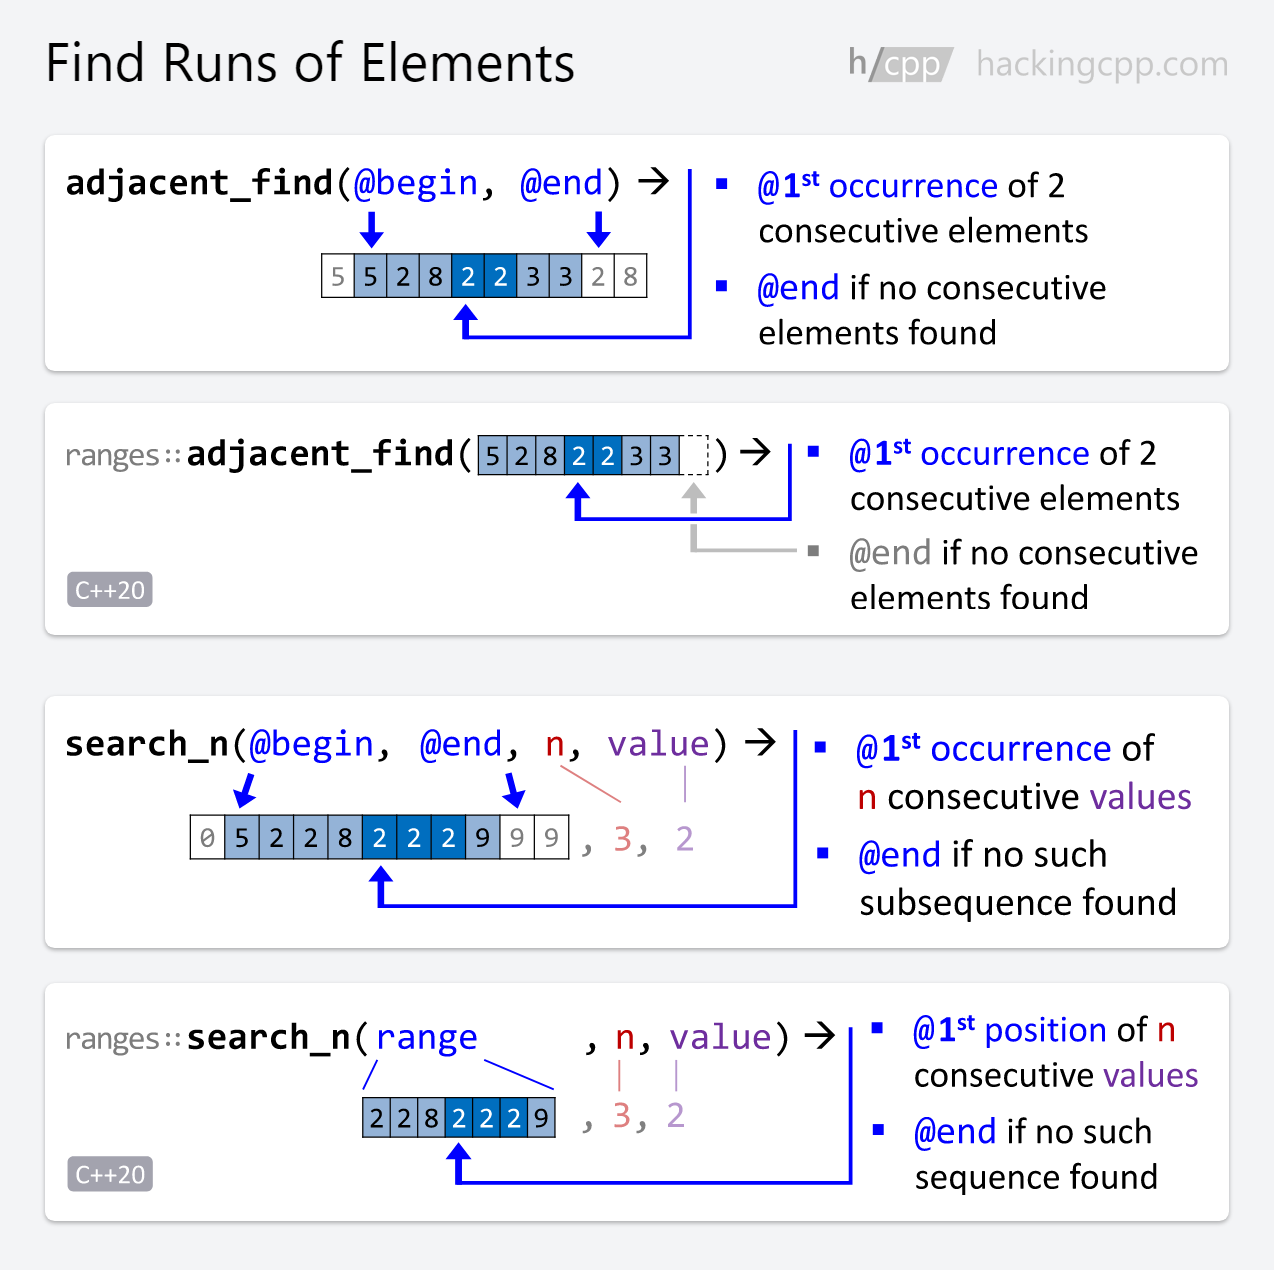 Find Runs of Elements
h/cpp hackingcpp.com
adjacent_find(@begin, @end) →
5 5 2 8 2 2 3 3 2 8
▪ @1st occurrence of 2
consecutive elements
▪ @end if no consecutive
elements found
ranges::adjacent_find(5 2 8 2 2 3 3 ) →
▪ @1st occurrence of 2
consecutive elements
▪ @end if no consecutive
elements found
C++20
search_n(@begin, @end, n, value) →
0 5 2 2 8 2 2 2 9 9 9 , 3, 2
▪ @1st occurrence of
n consecutive values
▪ @end if no such
subsequence found
ranges::search_n(range , n, value) →
2 2 8 2 2 2 9 , 3, 2
▪ @1st position of n
consecutive values
▪ @end if no such
sequence found
C++20